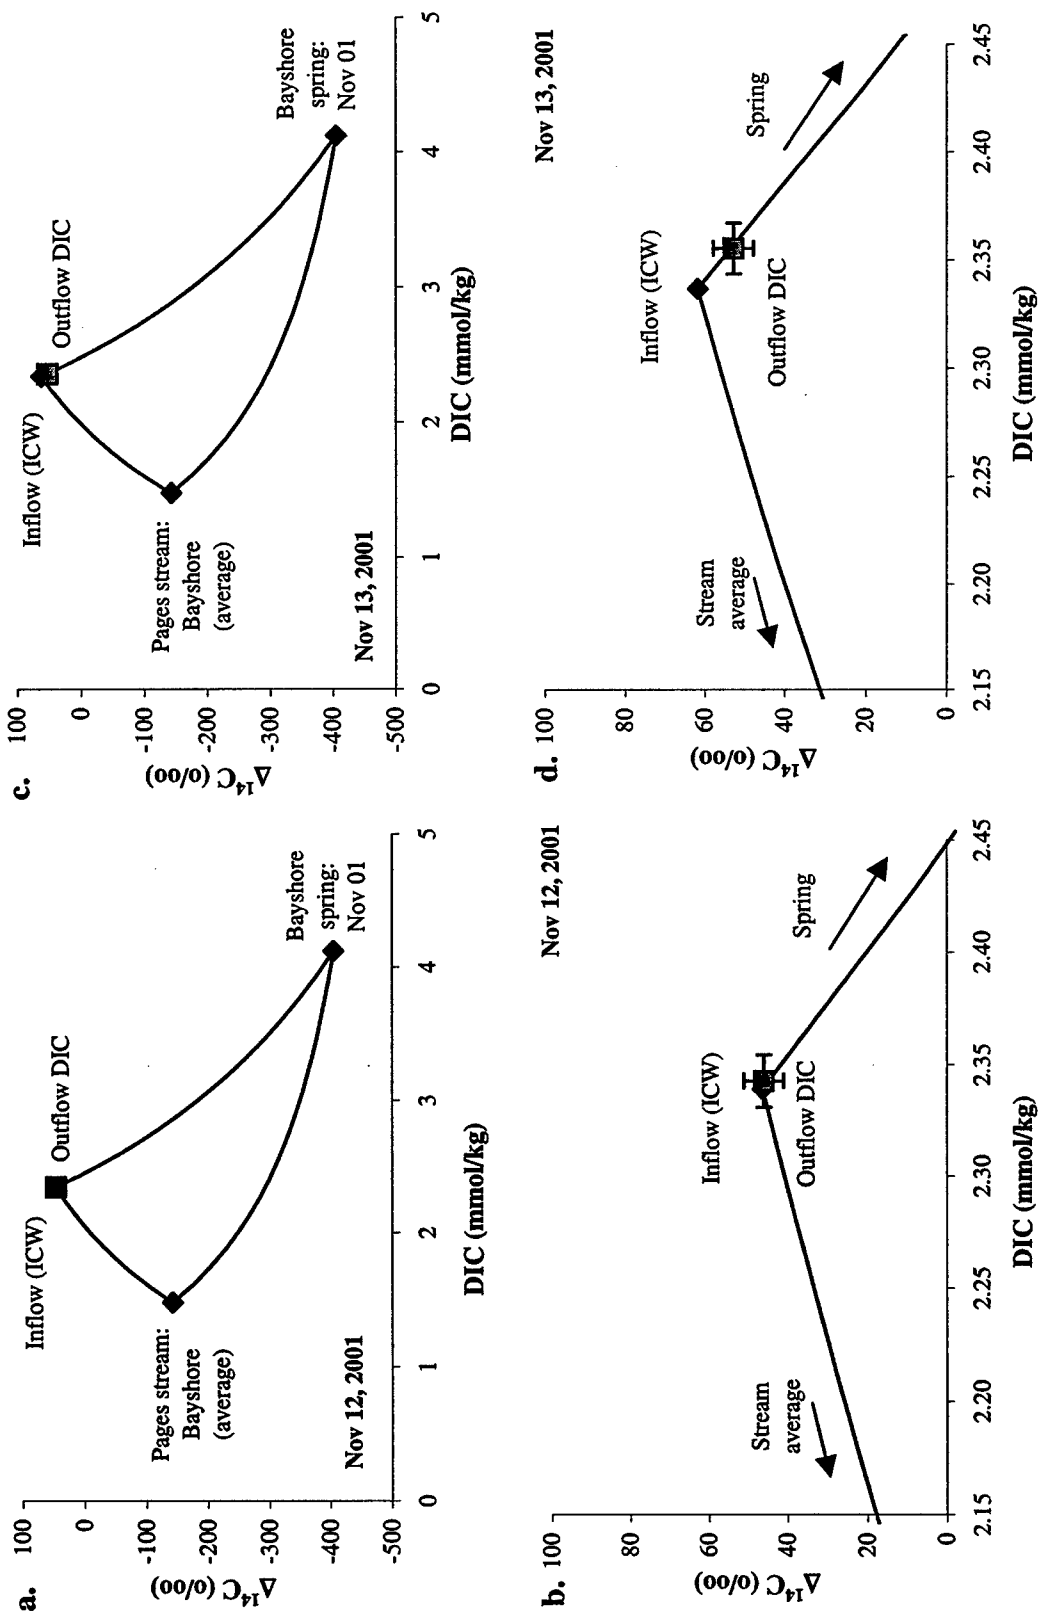 a.
100
0
-100
-200
-300
-400
-500
Δ¹⁴C (o/oo)
Inflow (ICW)
Outflow DIC
Pages stream:
Bayshore
(average)
Bayshore
spring:
Nov 01
Nov 12, 2001
0
1
2
3
4
5
DIC (mmol/kg)
c.
100
0
-100
-200
-300
-400
-500
Δ¹⁴C (o/oo)
Inflow (ICW)
Outflow DIC
Pages stream:
Bayshore
(average)
Bayshore
spring:
Nov 01
Nov 13, 2001
0
1
2
3
4
5
DIC (mmol/kg)
b.
100
80
60
40
20
0
Δ¹⁴C (o/oo)
Nov 12, 2001
Inflow (ICW)
Outflow DIC
Stream
average
Spring
2.15
2.20
2.25
2.30
2.35
2.40
2.45
DIC (mmol/kg)
d.
100
80
60
40
20
0
Δ¹⁴C (o/oo)
Nov 13, 2001
Inflow (ICW)
Outflow DIC
Stream
average
Spring
2.15
2.20
2.25
2.30
2.35
2.40
2.45
DIC (mmol/kg)